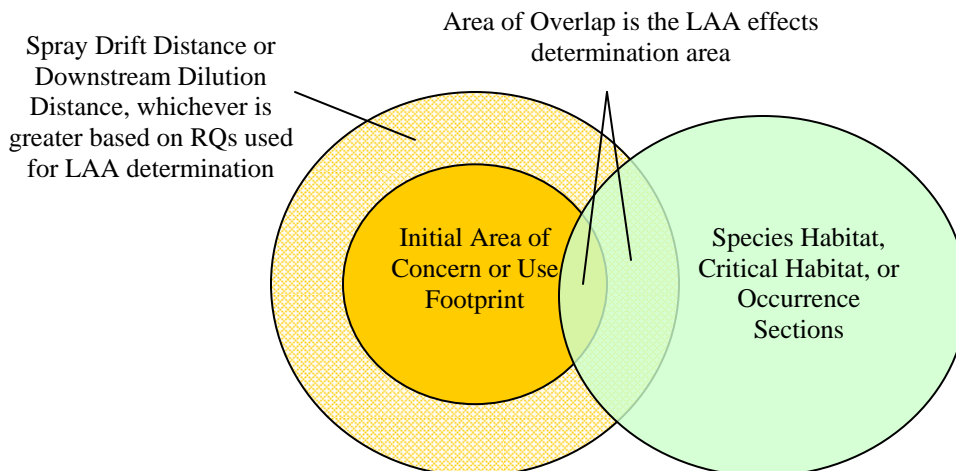 Spray Drift Distance or
Downstream Dilution
Distance, whichever is
greater based on RQs used
for LAA determination
Area of Overlap is the LAA effects
determination area
Initial Area of
Concern or Use
Footprint
Species Habitat,
Critical Habitat, or
Occurrence
Sections